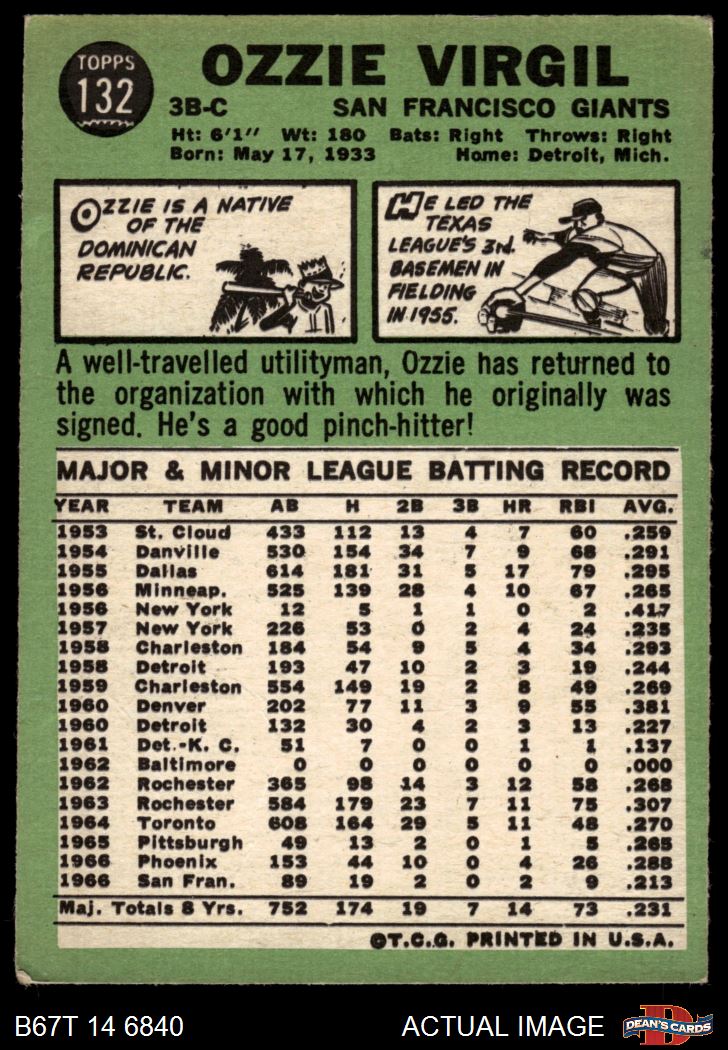 TOPPS
132
OZZIE VIRGIL
3B-C SAN FRANCISCO GIANTS
Ht: 6'1" Wt: 180 Bats: Right Throws: Right
Born: May 17, 1933 Home: Detroit, Mich.
OZZIE IS A NATIVE
OF THE
DOMINICAN
REPUBLIC.
HE LED THE
TEXAS
LEAGUE'S 3rd.
BASEMEN IN
FIELDING
IN 1955.
A well-travelled utilityman, Ozzie has returned to
the organization with which he originally was
signed. He's a good pinch-hitter!
MAJOR & MINOR LEAGUE BATTING RECORD
YEAR TEAM AB H 2B 3B HR RBI AVG.
1953 St. Cloud 433 112 13 4 7 60 .259
1954 Danville 530 154 34 7 9 68 .291
1955 Dallas 614 181 31 5 17 79 .295
1956 Minneap. 525 139 28 4 10 67 .265
1956 New York 12 5 1 1 0 2 .417
1957 New York 226 53 0 2 4 24 .235
1958 Charleston 184 54 9 5 4 34 .293
1958 Detroit 193 47 10 2 3 19 .244
1959 Charleston 554 149 19 2 8 49 .269
1960 Denver 202 77 11 3 9 55 .381
1960 Detroit 132 30 4 2 3 13 .227
1961 Det.-K. C. 51 7 0 0 1 1 .137
1962 Baltimore 0 0 0 0 0 0 .000
1962 Rochester 365 98 14 3 12 58 .268
1963 Rochester 584 179 23 7 11 75 .307
1964 Toronto 608 164 29 5 11 48 .270
1965 Pittsburgh 49 13 2 0 1 5 .265
1966 Phoenix 153 44 10 0 4 26 .288
1966 San Fran. 89 19 2 0 2 9 .213
Maj. Totals 8 Yrs. 752 174 19 7 14 73 .231
©T.C.G. PRINTED IN U.S.A.
B67T 14 6840 ACTUAL IMAGE
D
DEAN'S CARDS